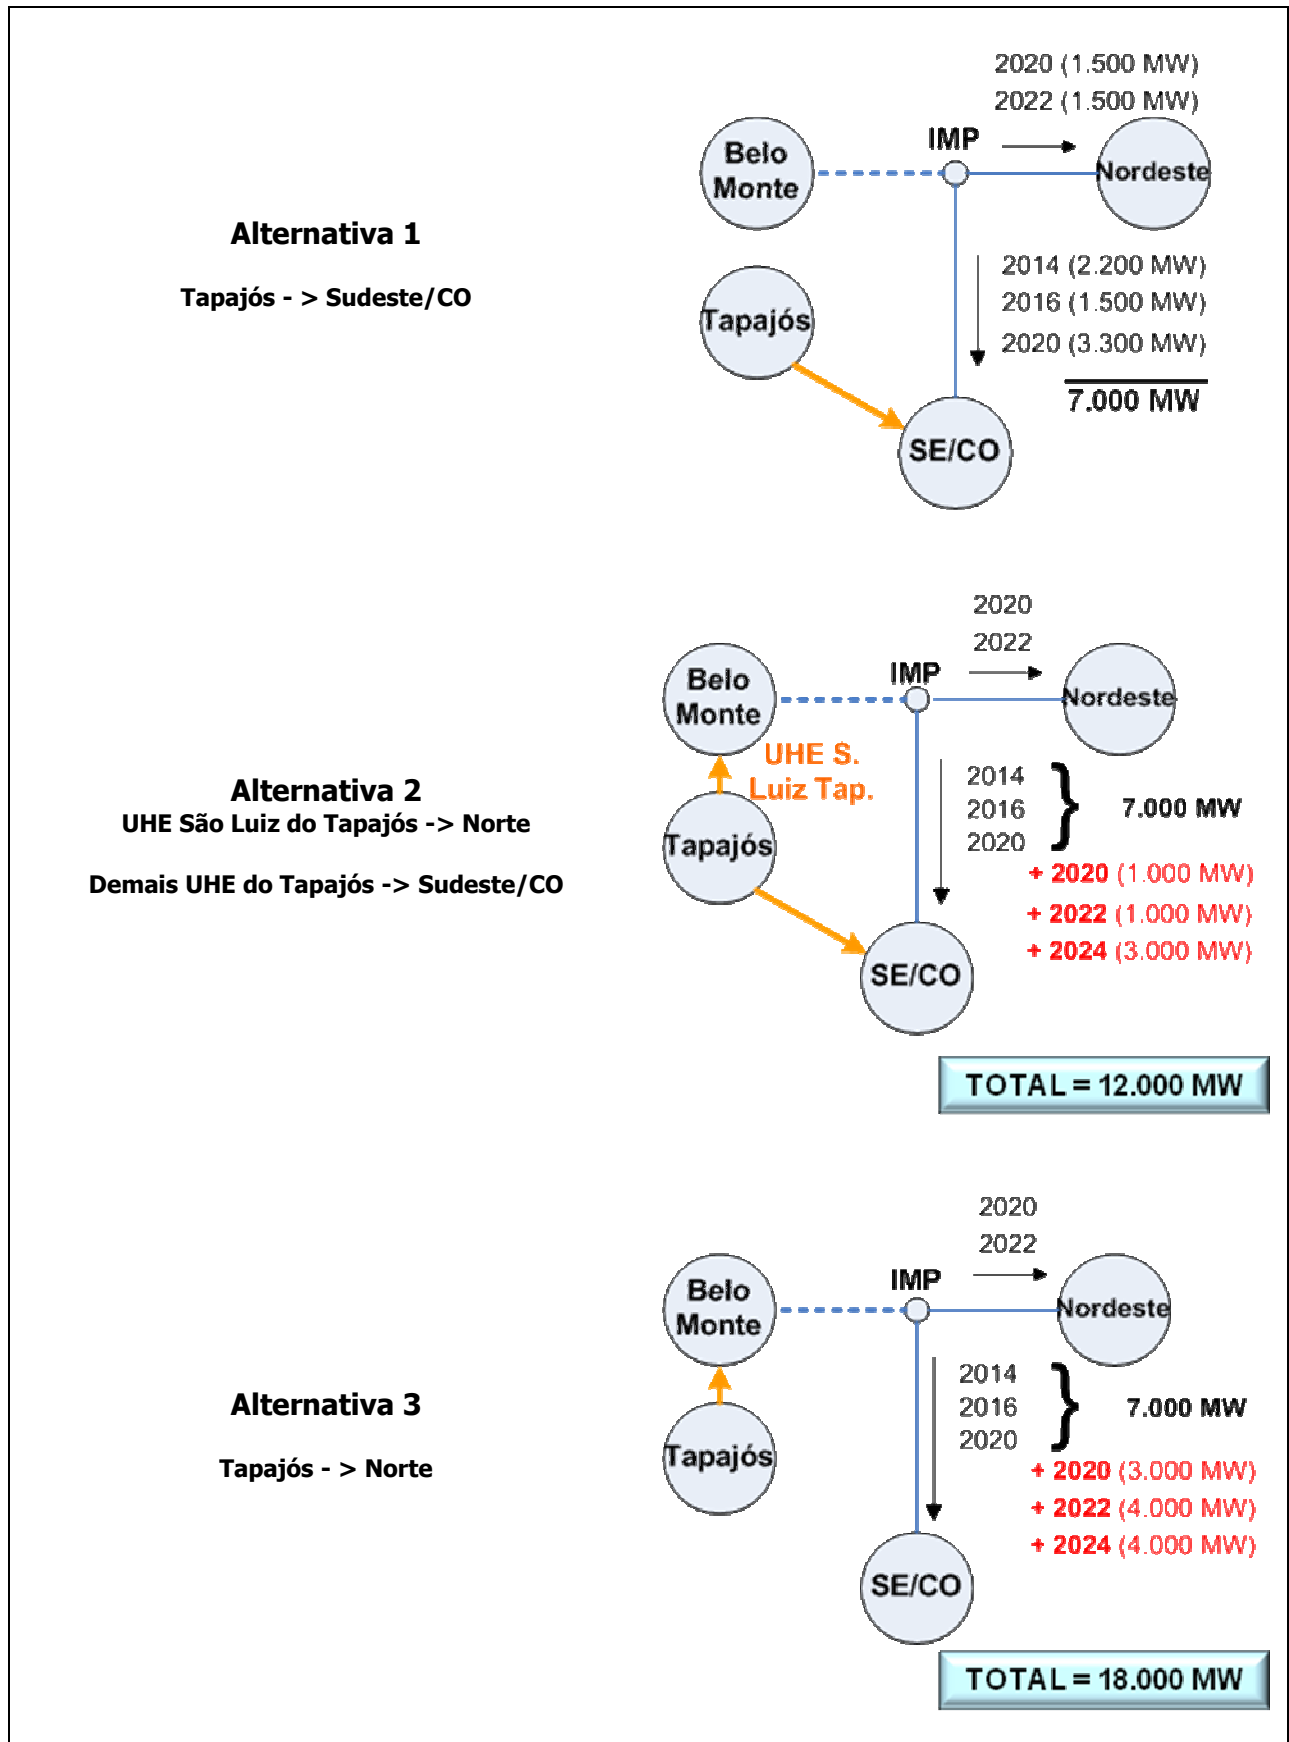 Alternativa 1
Tapajós - > Sudeste/CO
2020 (1.500 MW)
2022 (1.500 MW)
IMP
Belo
Monte
Nordeste
Tapajós
2014 (2.200 MW)
2016 (1.500 MW)
2020 (3.300 MW)
7.000 MW
SE/CO
Alternativa 2
UHE São Luiz do Tapajós -> Norte
Demais UHE do Tapajós -> Sudeste/CO
2020
2022
IMP
Belo
Monte
Nordeste
UHE S.
Luiz Tap.
Tapajós
2014
2016
2020
7.000 MW
+ 2020 (1.000 MW)
+ 2022 (1.000 MW)
+ 2024 (3.000 MW)
SE/CO
TOTAL = 12.000 MW
Alternativa 3
Tapajós - > Norte
2020
2022
IMP
Belo
Monte
Nordeste
Tapajós
2014
2016
2020
7.000 MW
+ 2020 (3.000 MW)
+ 2022 (4.000 MW)
+ 2024 (4.000 MW)
SE/CO
TOTAL = 18.000 MW